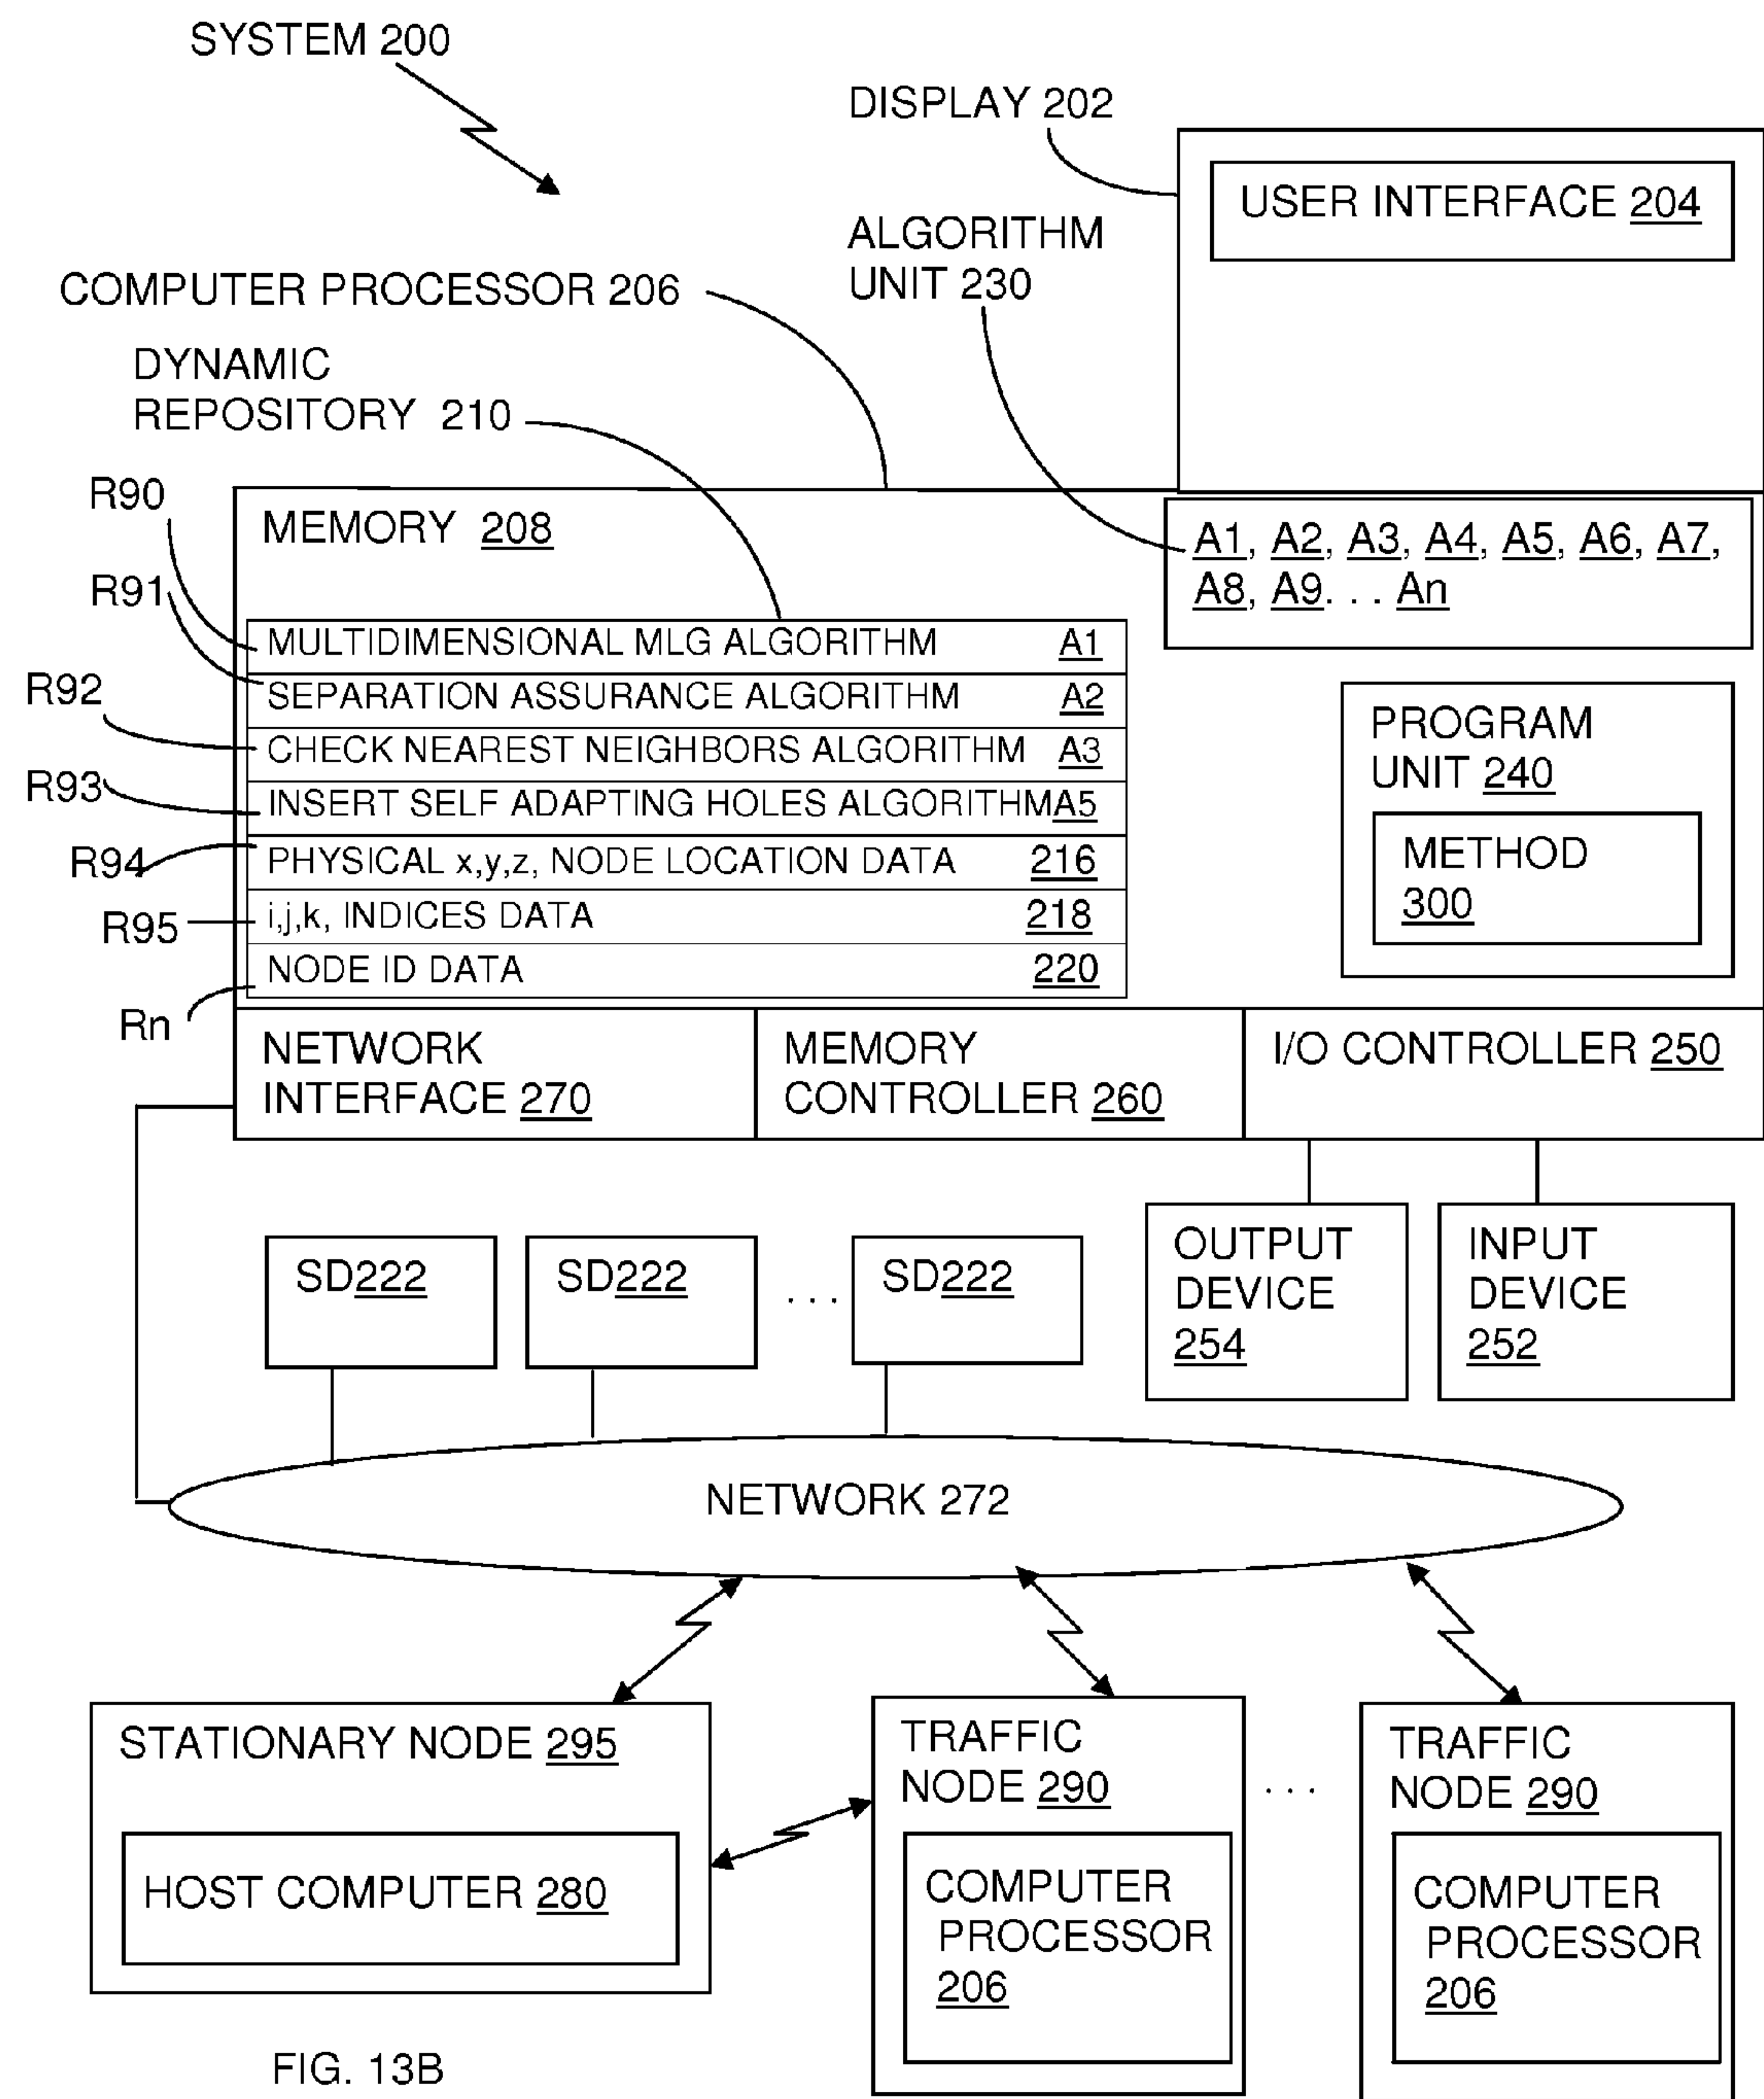 SYSTEM 200
DISPLAY 202
USER INTERFACE 204
ALGORITHM
UNIT 230
COMPUTER PROCESSOR 206
DYNAMIC
REPOSITORY 210
R90
R91
R92
R93
R94
R95
Rn
MEMORY 208
A1, A2, A3, A4, A5, A6, A7,
A8, A9. . . An
MULTIDIMENSIONAL MLG ALGORITHM A1
SEPARATION ASSURANCE ALGORITHM A2
CHECK NEAREST NEIGHBORS ALGORITHM A3
INSERT SELF ADAPTING HOLES ALGORITHMA5
PHYSICAL x,y,z, NODE LOCATION DATA 216
i,j,k, INDICES DATA 218
NODE ID DATA 220
PROGRAM
UNIT 240
METHOD
300
NETWORK
INTERFACE 270
MEMORY
CONTROLLER 260
I/O CONTROLLER 250
SD222
SD222
. . .
SD222
OUTPUT
DEVICE
254
INPUT
DEVICE
252
NETWORK 272
STATIONARY NODE 295
HOST COMPUTER 280
TRAFFIC
NODE 290
COMPUTER
PROCESSOR
206
. . .
TRAFFIC
NODE 290
COMPUTER
PROCESSOR
206
FIG. 13B